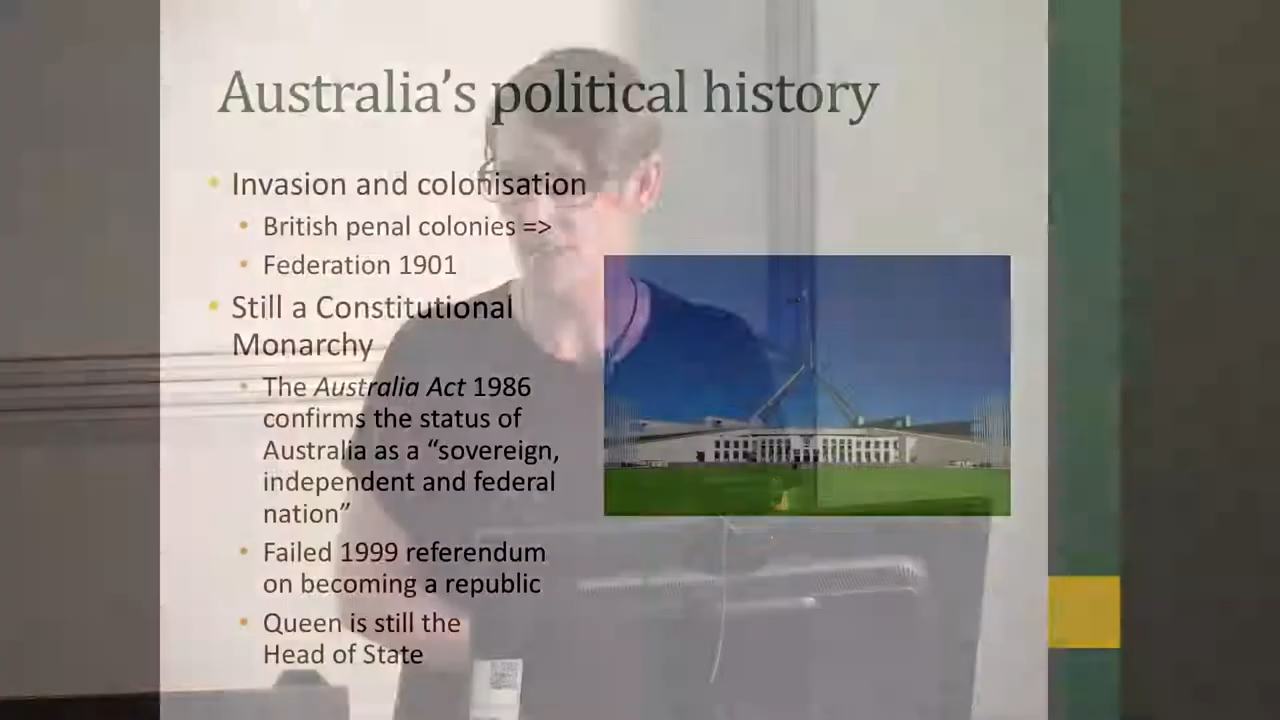 Australia's political history
• Invasion and colonisation
• British penal colonies =>
• Federation 1901
• Still a Constitutional
Monarchy
• The Australia Act 1986
confirms the status of
Australia as a “sovereign,
independent and federal
nation”
• Failed 1999 referendum
on becoming a republic
• Queen is still the
Head of State